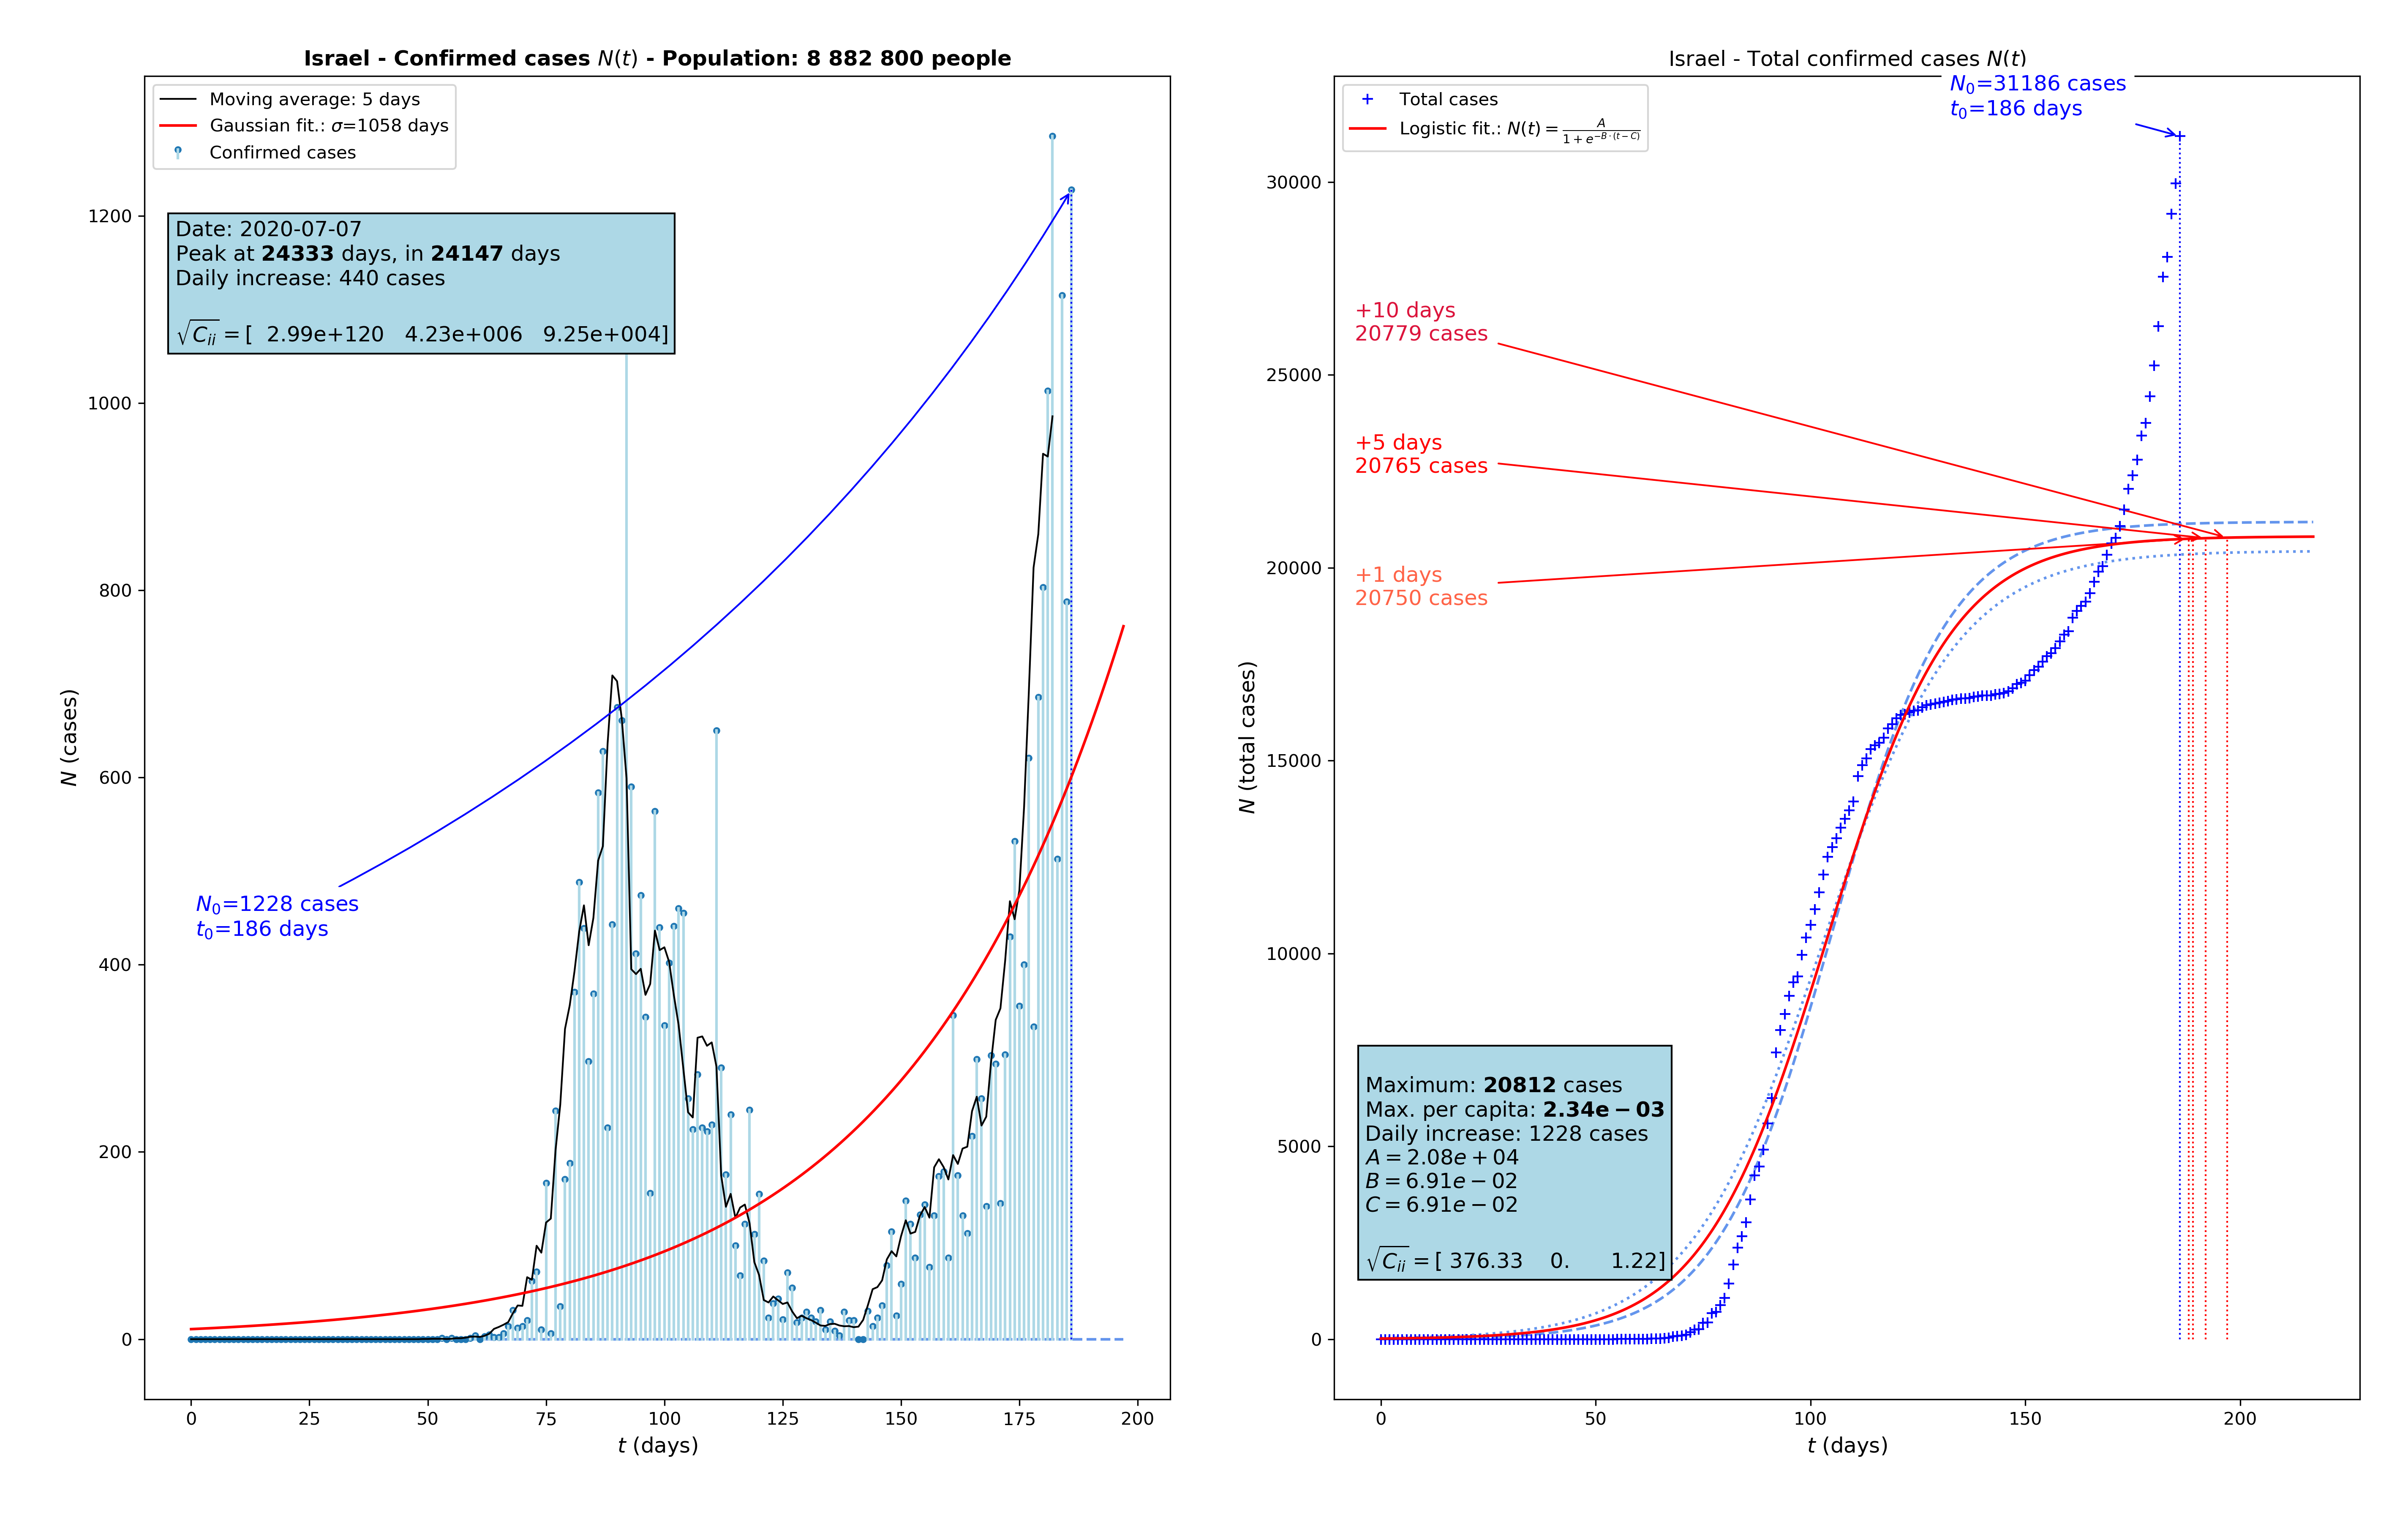 Israel - Confirmed cases N(t) - Population: 8 882 800 people
Moving average: 5 days
Gaussian fit.: σ=1058 days
Confirmed cases
Date: 2020-07-07
Peak at 24333 days, in 24147 days
Daily increase: 440 cases
√Cᵢᵢ = [ 2.99e+120 4.23e+006 9.25e+004]
N₀=1228 cases
t₀=186 days
N (cases)
1200
1000
800
600
400
200
0
0 25 50 75 100 125 150 175 200
t (days)
Israel - Total confirmed cases N(t)
Total cases
Logistic fit.: N(t) = A / (1 + e^(−B·(t−C)))
N₀=31186 cases
t₀=186 days
+10 days
20779 cases
+5 days
20765 cases
+1 days
20750 cases
Maximum: 20812 cases
Max. per capita: 2.34e − 03
Daily increase: 1228 cases
A = 2.08e + 04
B = 6.91e − 02
C = 6.91e − 02
√Cᵢᵢ = [ 376.33 0. 1.22]
N (total cases)
30000
25000
20000
15000
10000
5000
0
0 50 100 150 200
t (days)